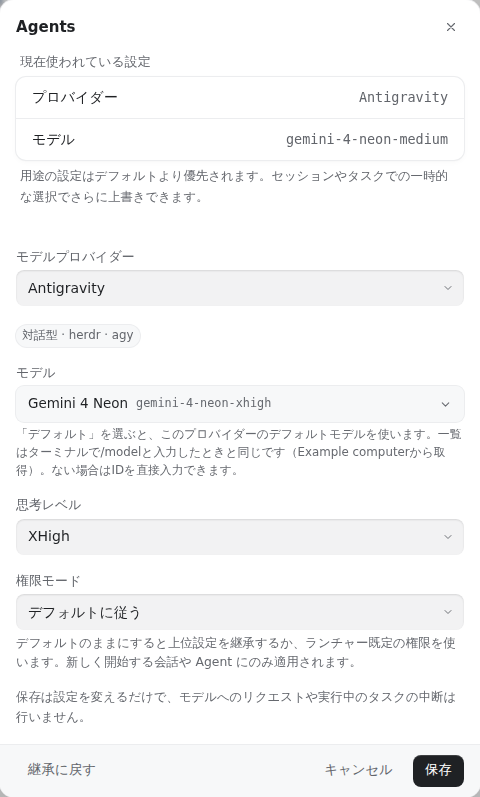 Agents
現在使われている設定
プロバイダー Antigravity
モデル gemini-4-neon-medium
用途の設定はデフォルトより優先されます。セッションやタスクでの一時的
な選択でさらに上書きできます。
モデルプロバイダー
Antigravity
対話型 · herdr · agy
モデル
Gemini 4 Neon gemini-4-neon-xhigh
「デフォルト」を選ぶと、このプロバイダーのデフォルトモデルを使います。一覧
はターミナルで/modelと入力したときと同じです（Example computerから取
得）。ない場合はIDを直接入力できます。
思考レベル
XHigh
権限モード
デフォルトに従う
デフォルトのままにすると上位設定を継承するか、ランチャー既定の権限を使
います。新しく開始する会話や Agent にのみ適用されます。
保存は設定を変えるだけで、モデルへのリクエストや実行中のタスクの中断は
行いません。
継承に戻す キャンセル 保存